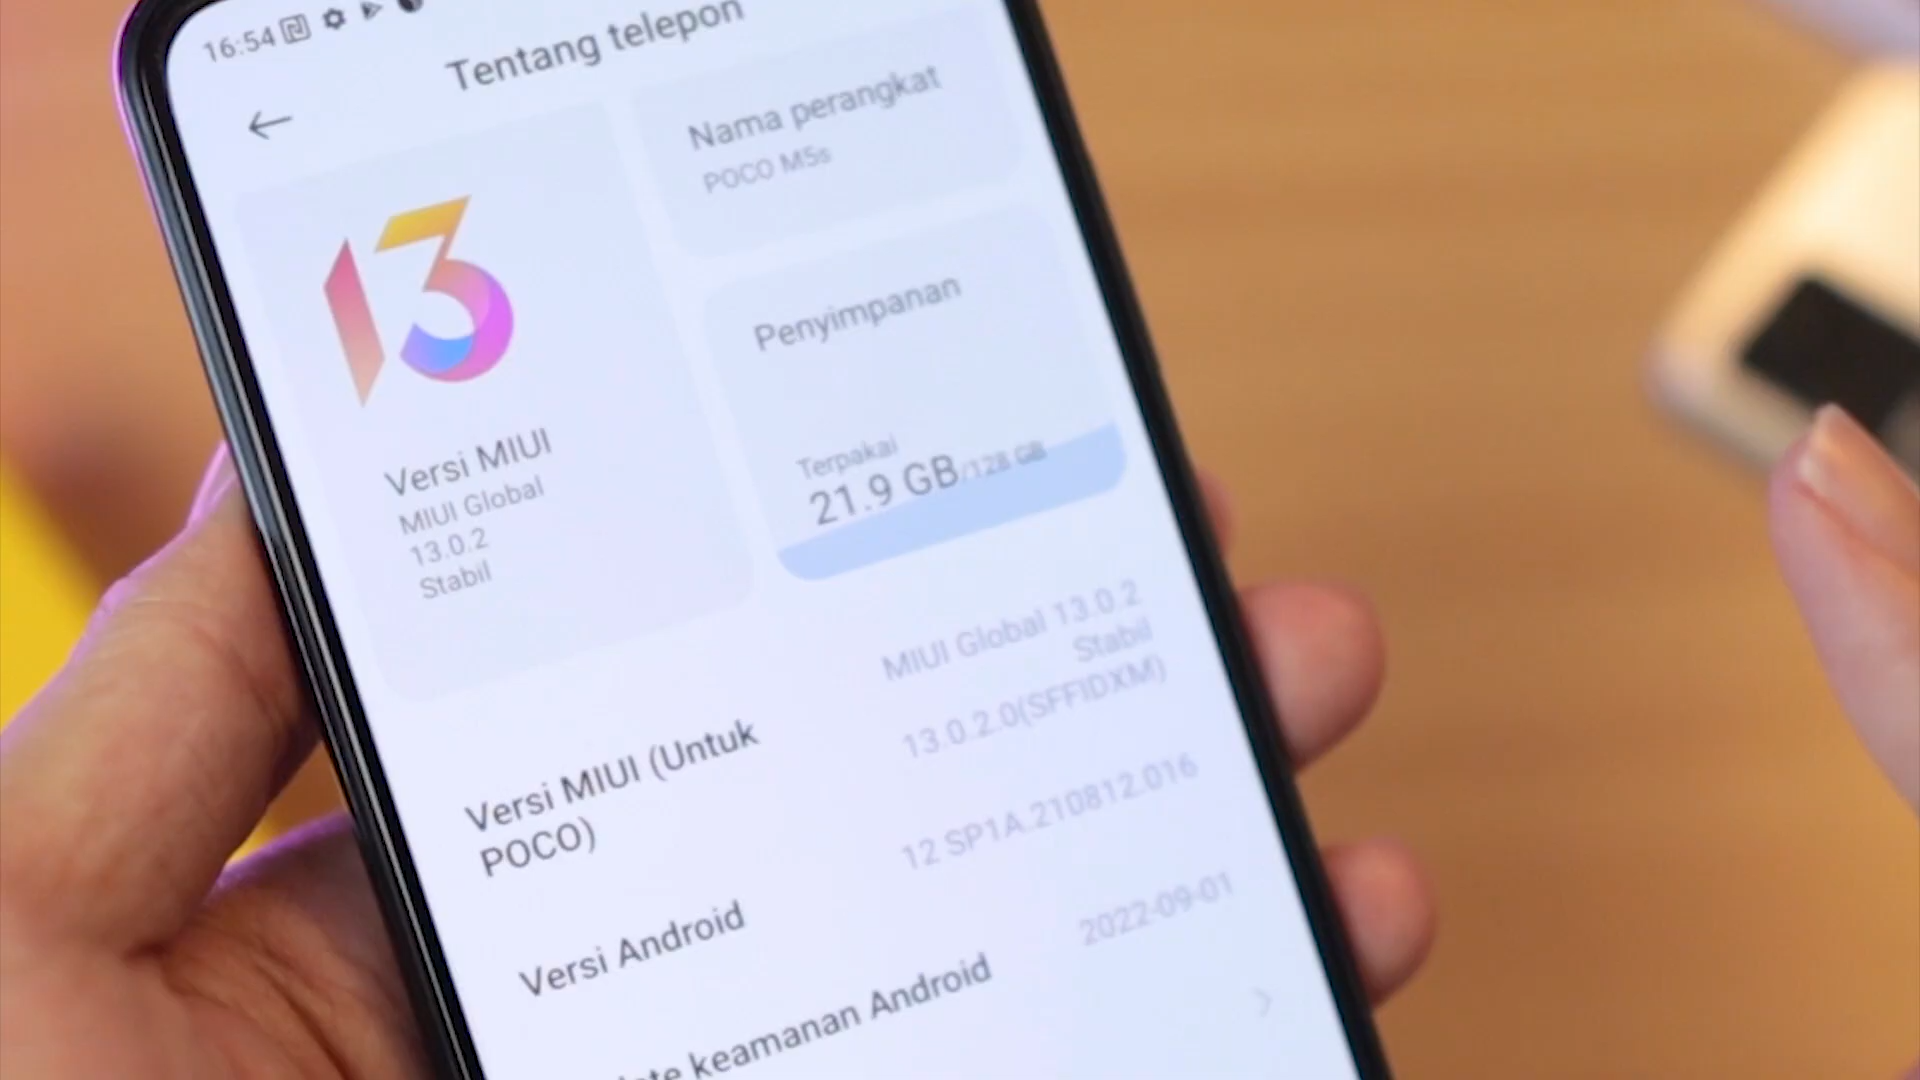 16:54
Tentang telepon
Nama perangkat
POCO M5s
13
Versi MIUI
MIUI Global
13.0.2
Stabil
Penyimpanan
Terpakai
21.9 GB/128 GB
Versi MIUI (Untuk
POCO)
MIUI Global 13.0.2
Stabil
13.0.2.0(SFFIDXM)
Versi Android
12 SP1A.210812.016
keamanan Android
2022-09-01